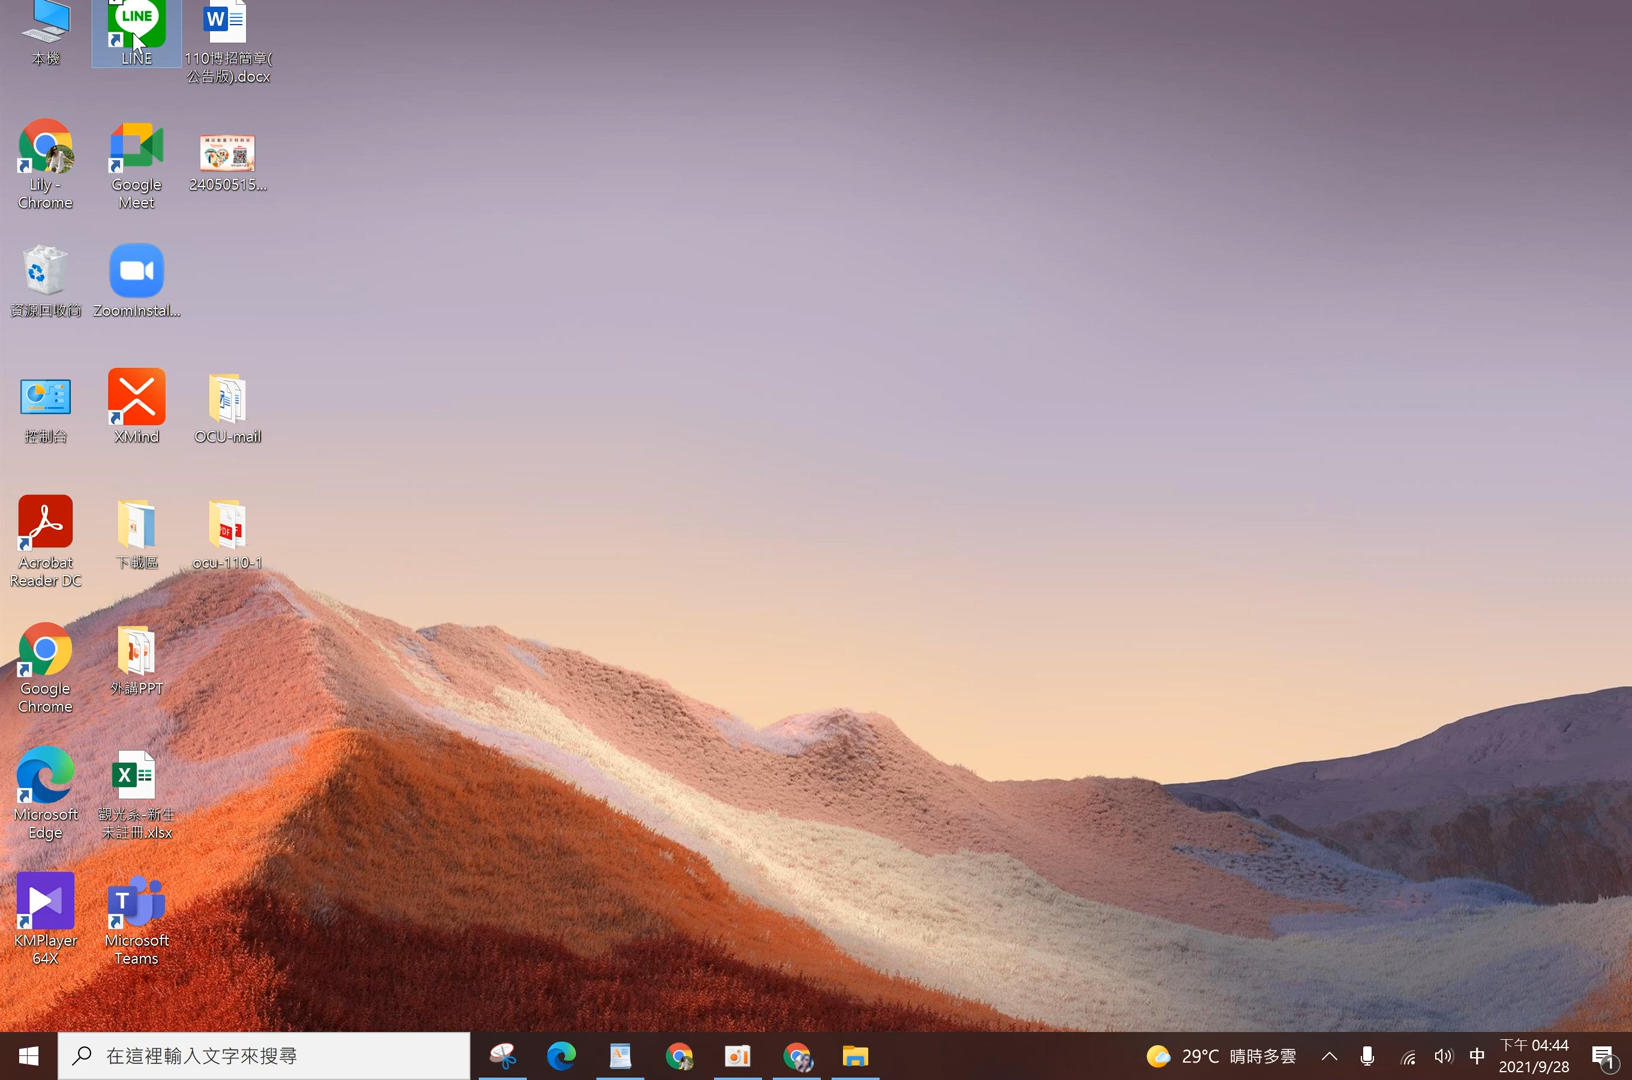 本機
LINE
LINE
W
110博招簡章(
公告版).docx
Lily -
Chrome
Google
Meet
24050515...
資源回收筒
ZoomInstal...
控制台
XMind
OCU-mail
Acrobat
Reader DC
下載區
PDF
ocu-110-1
Google
Chrome
外講PPT
Microsoft
Edge
X
觀光系-新生
未註冊.xlsx
KMPlayer
64X
T
Microsoft
Teams
在這裡輸入文字來搜尋
29°C 晴時多雲
中
下午 04:44
2021/9/28
1